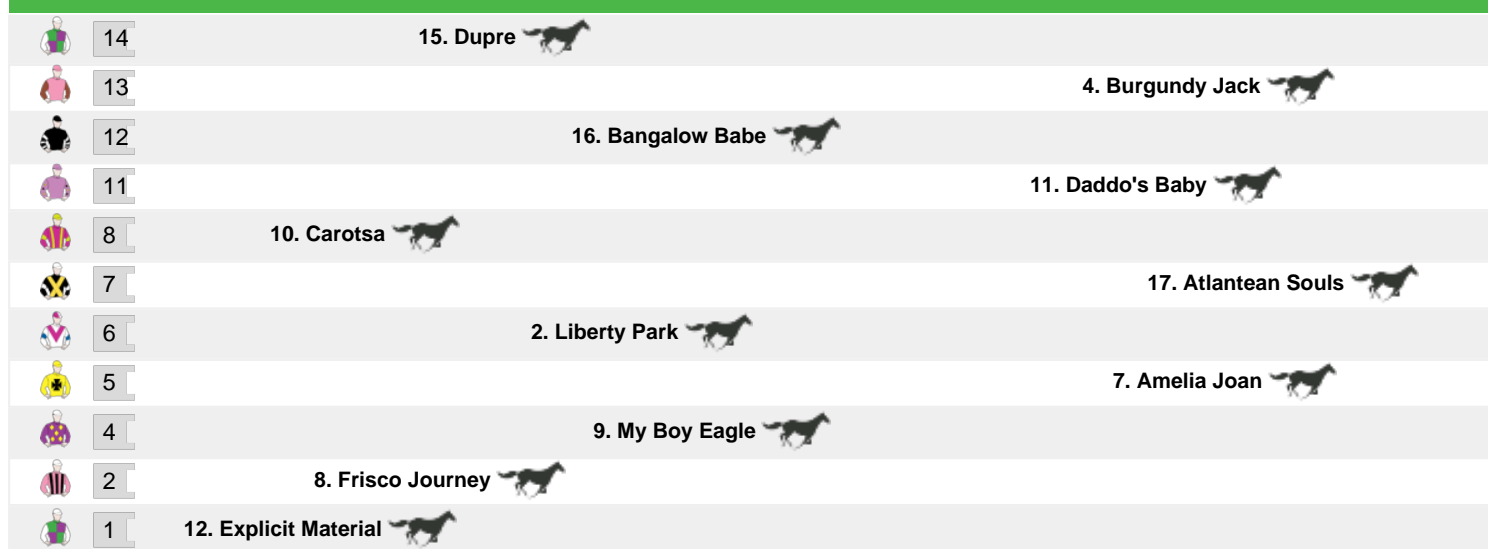 14 15. Dupre
13 4. Burgundy Jack
12 16. Bangalow Babe
11 11. Daddo's Baby
8 10. Carotsa
7 17. Atlantean Souls
6 2. Liberty Park
5 7. Amelia Joan
4 9. My Boy Eagle
2 8. Frisco Journey
1 12. Explicit Material